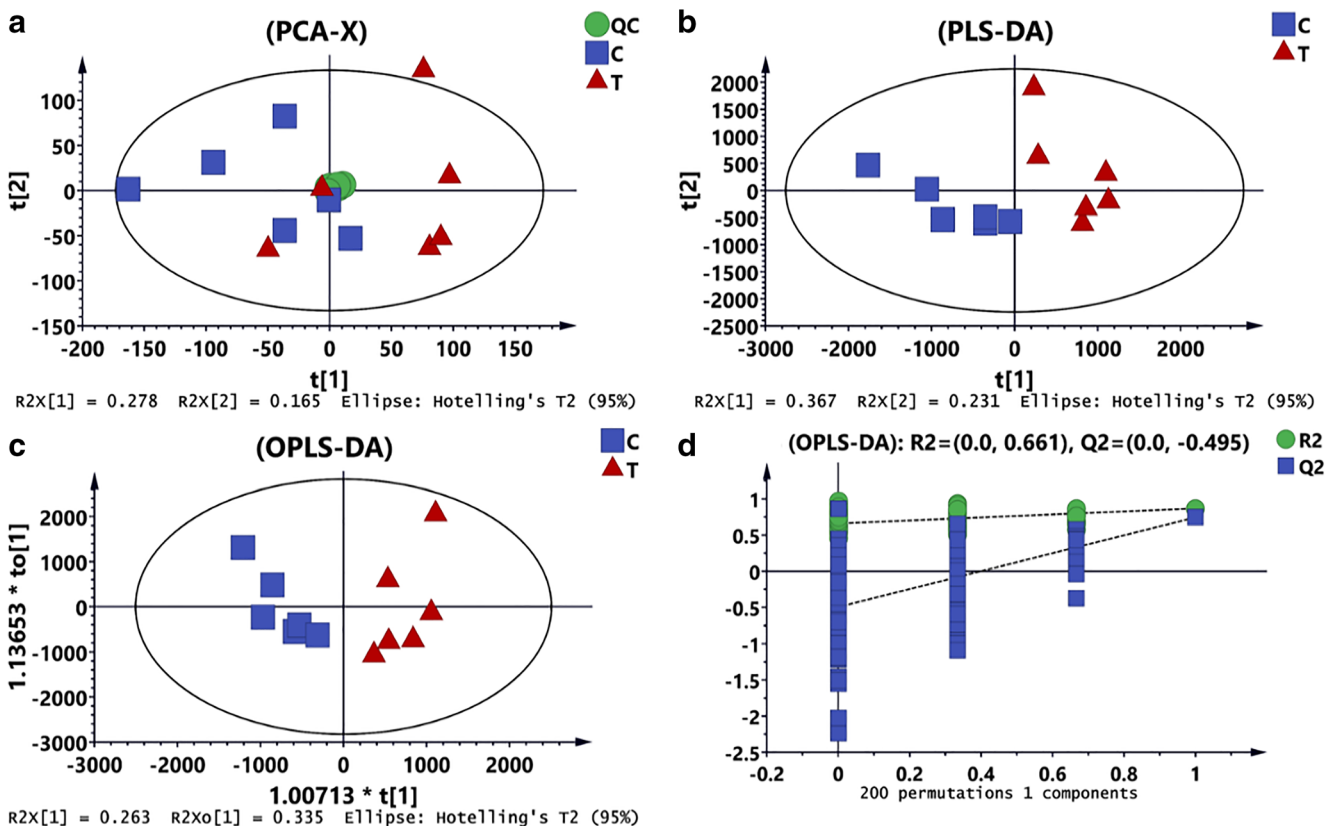 a
(PCA-X)
QC
C
T
t[2]
100
50
0
-50
-100
-150
-200 -150 -100 -50 0 50 100 150
t[1]
R2X[1] = 0.278 R2X[2] = 0.165 Ellipse: Hotelling's T2 (95%)
b
(PLS-DA)
C
T
t[2]
2000
1500
1000
500
0
-500
-1000
-1500
-2000
-2500
-3000 -2000 -1000 0 1000 2000
t[1]
R2X[1] = 0.367 R2X[2] = 0.231 Ellipse: Hotelling's T2 (95%)
c
(OPLS-DA)
C
T
1.13653 * to[1]
2000
1000
0
-1000
-2000
-3000
-3000 -2000 -1000 0 1000 2000
1.00713 * t[1]
R2X[1] = 0.263 R2Xo[1] = 0.335 Ellipse: Hotelling's T2 (95%)
d
(OPLS-DA): R2=(0.0, 0.661), Q2=(0.0, -0.495)
R2
Q2
1
0.5
0
-0.5
-1
-1.5
-2
-2.5
-0.2 0 0.2 0.4 0.6 0.8 1
200 permutations 1 components